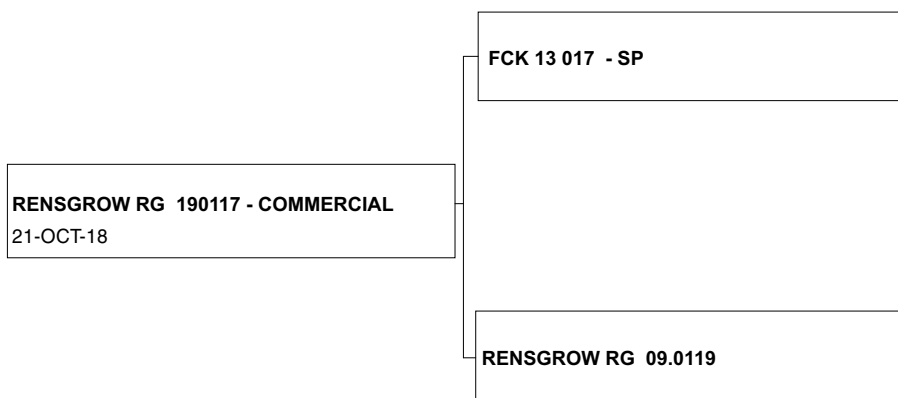 FCK 13 017 - SP
RENSGROW RG 190117 - COMMERCIAL
21-OCT-18
RENSGROW RG 09.0119